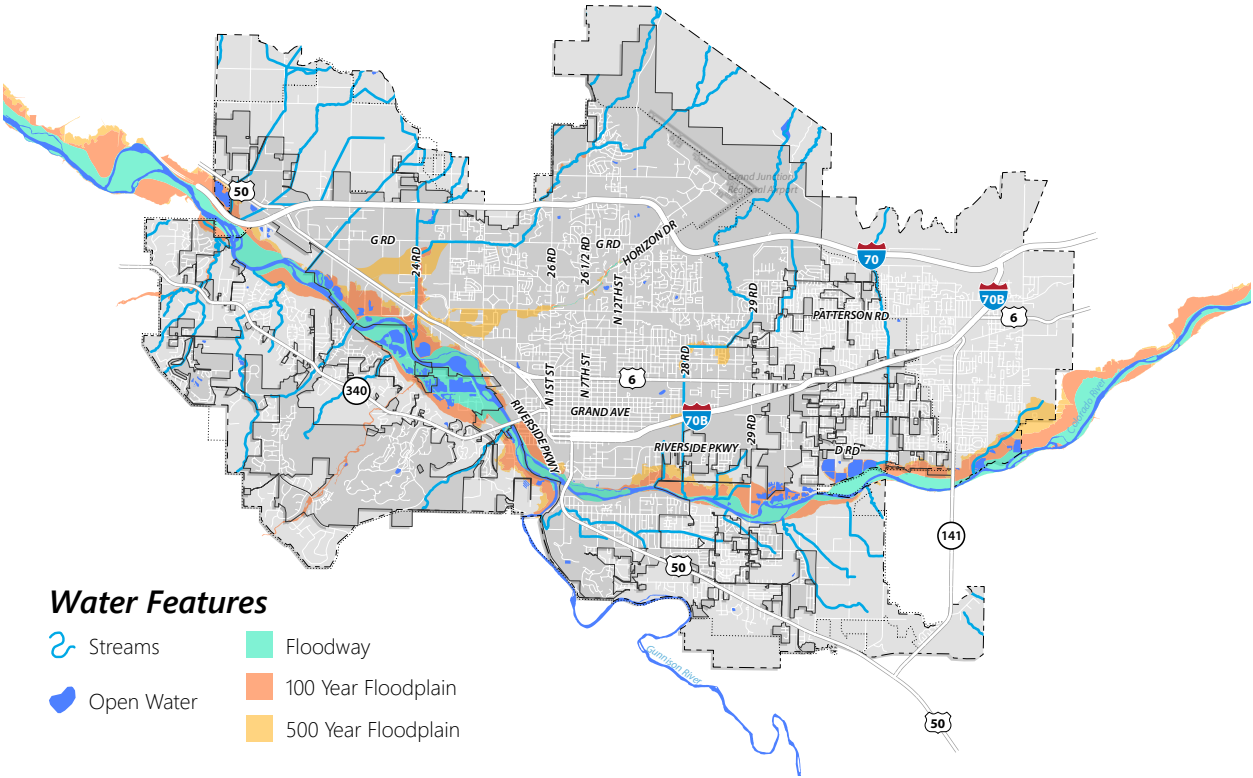 Grand Junction
Regional Airport
50
G RD
24 RD
26 RD
26 1/2 RD
G RD
HORIZON DR
N 12TH ST
29 RD
70
70B
6
PATTERSON RD
28 RD
340
N 1ST ST
N 7TH ST
6
GRAND AVE
70B
RIVERSIDE PKWY
RIVERSIDE PKWY
29 RD
D RD
Colorado River
141
50
Gunnison River
50
Water Features
Streams
Open Water
Floodway
100 Year Floodplain
500 Year Floodplain